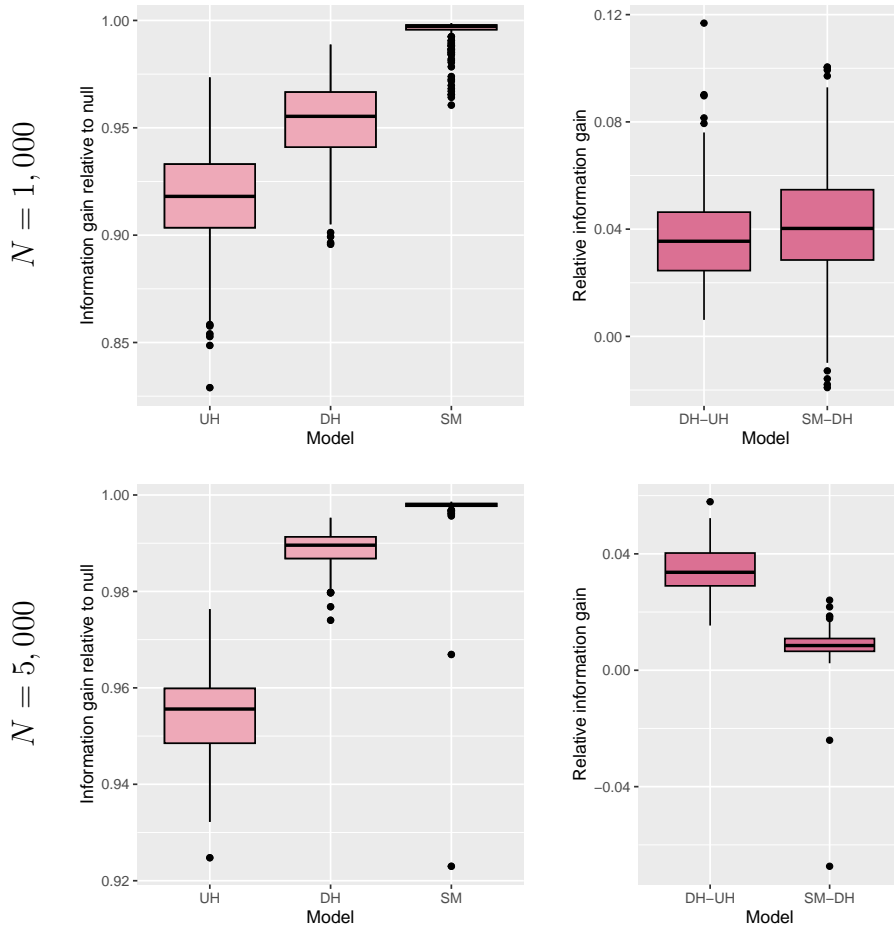 N = 1,000
Information gain relative to null
1.00
0.95
0.90
0.85
UH DH SM
Model
Relative information gain
0.12
0.08
0.04
0.00
DH−UH SM−DH
Model
N = 5,000
Information gain relative to null
1.00
0.98
0.96
0.94
0.92
UH DH SM
Model
Relative information gain
0.04
0.00
−0.04
DH−UH SM−DH
Model